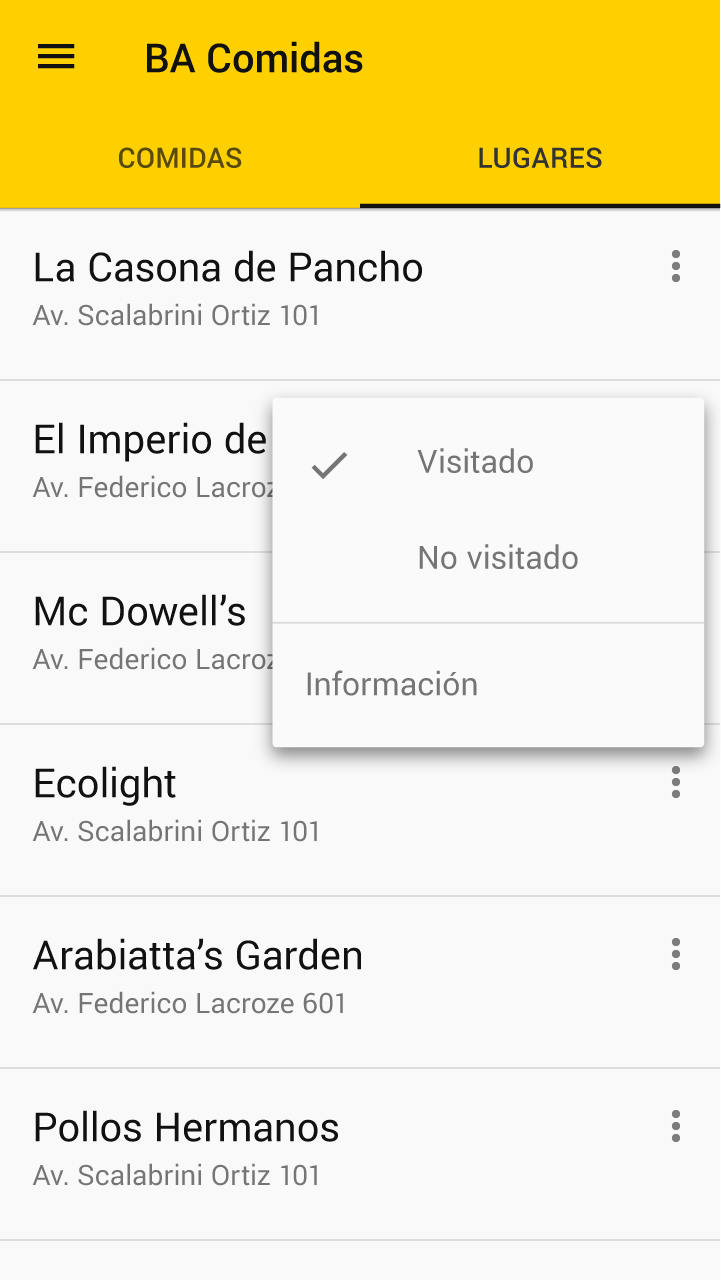 BA Comidas
COMIDAS
LUGARES
La Casona de Pancho
Av. Scalabrini Ortiz 101
El Imperio de
Av. Federico
Visitado
No visitado
Mc Dowell’s
Av. Federico
Información
Ecolight
Av. Scalabrini Ortiz 101
Arabiatta’s Garden
Av. Federico Lacroze 601
Pollos Hermanos
Av. Scalabrini Ortiz 101